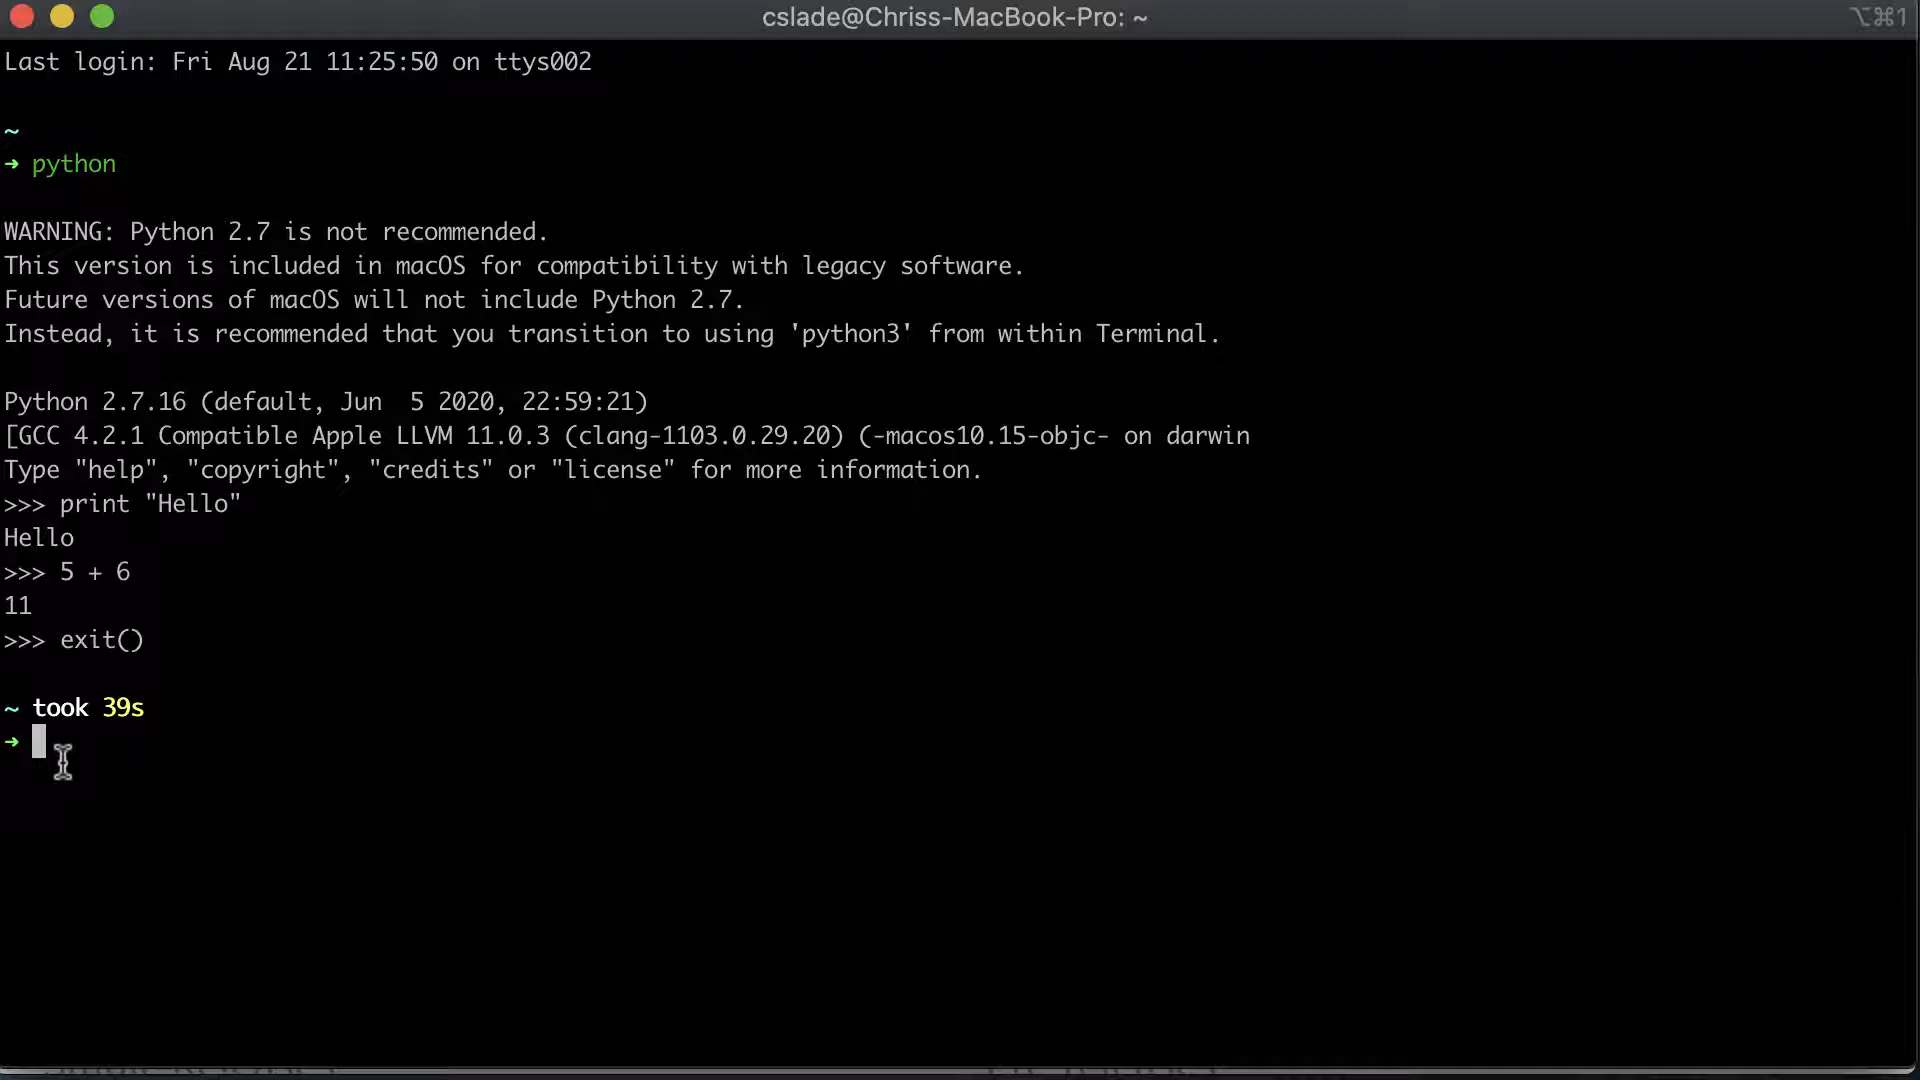 cslade@Chriss-MacBook-Pro: ~
⌥⌘1
Last login: Fri Aug 21 11:25:50 on ttys002
~
➜ python
WARNING: Python 2.7 is not recommended.
This version is included in macOS for compatibility with legacy software.
Future versions of macOS will not include Python 2.7.
Instead, it is recommended that you transition to using 'python3' from within Terminal.
Python 2.7.16 (default, Jun  5 2020, 22:59:21)
[GCC 4.2.1 Compatible Apple LLVM 11.0.3 (clang-1103.0.29.20) (-macos10.15-objc- on darwin
Type "help", "copyright", "credits" or "license" for more information.
>>> print "Hello"
Hello
>>> 5 + 6
11
>>> exit()
~ took 39s
➜